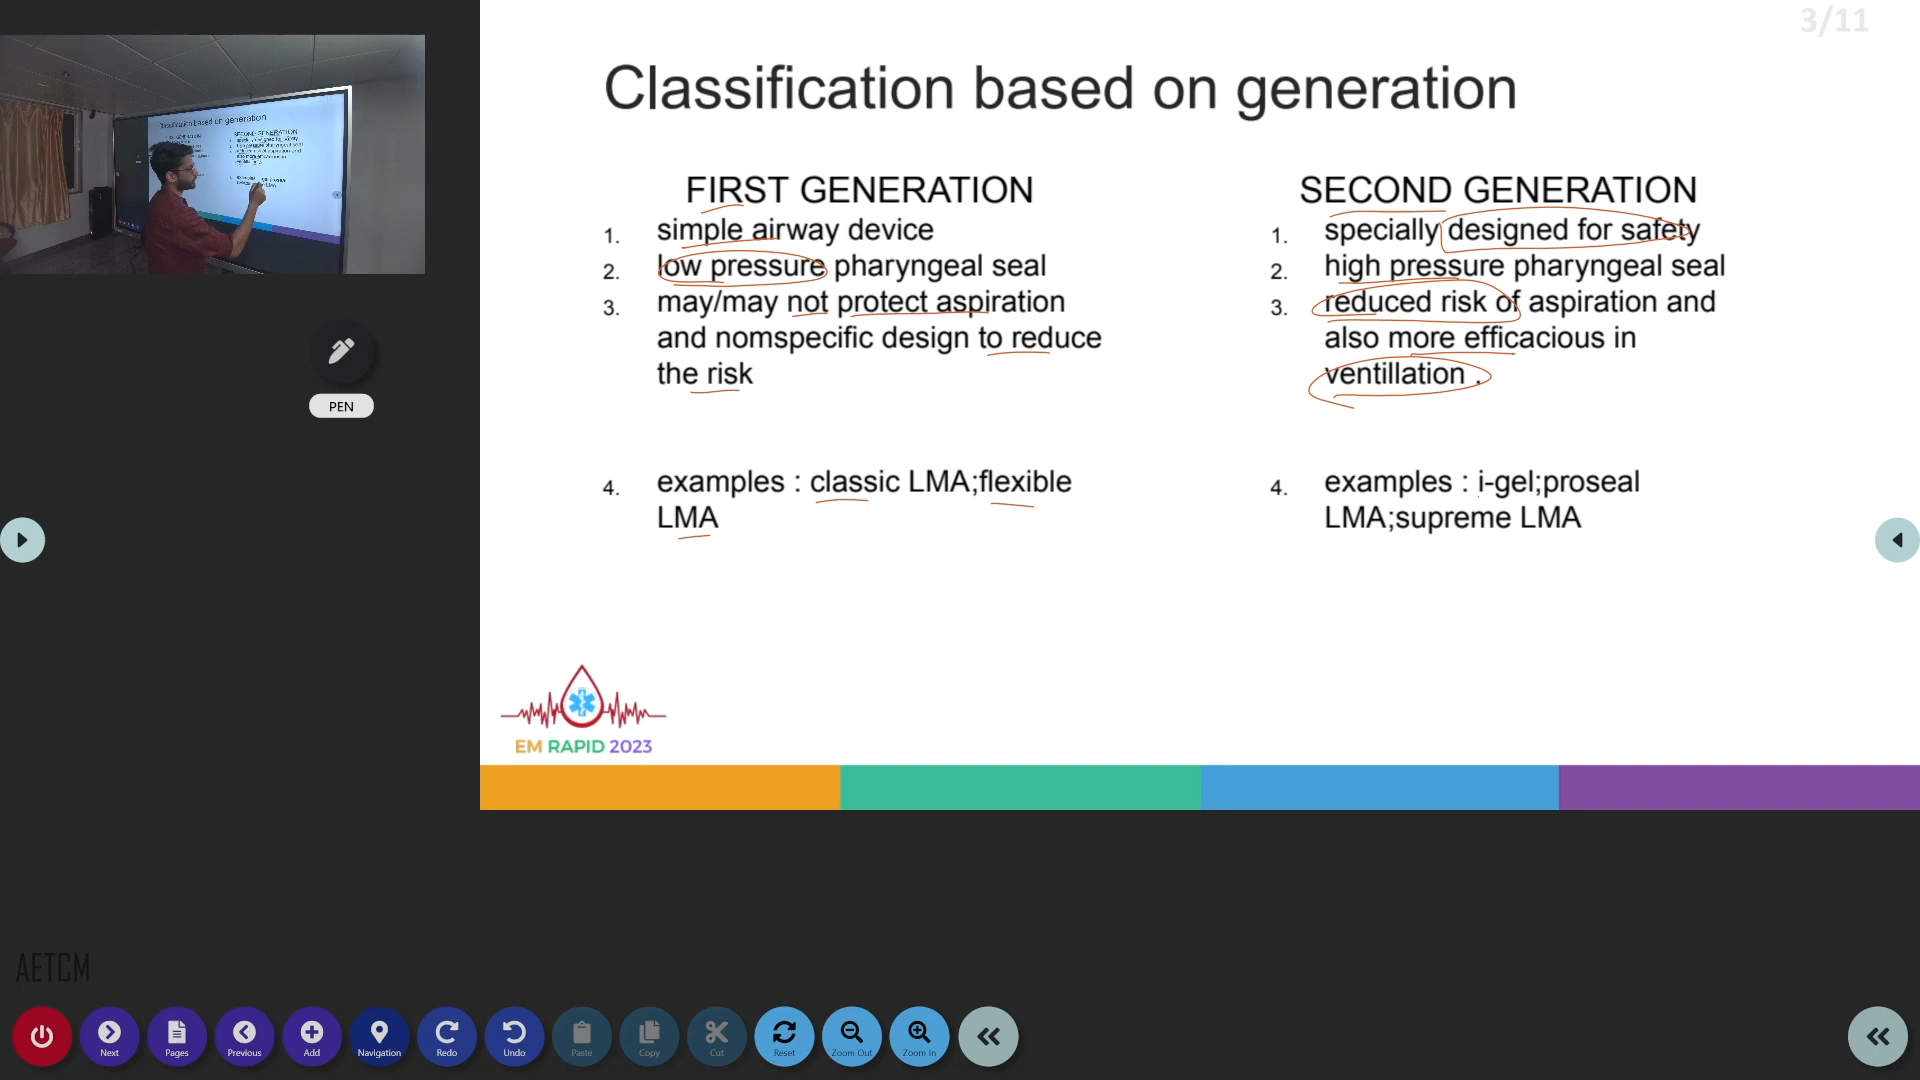 3/11
Classification based on generation
FIRST GENERATION
1. simple airway device
2. low pressure pharyngeal seal
3. may/may not protect aspiration
and nomspecific design to reduce
the risk
4. examples : classic LMA;flexible
LMA
SECOND GENERATION
1. specially designed for safety
2. high pressure pharyngeal seal
3. reduced risk of aspiration and
also more efficacious in
ventillation .
4. examples : i-gel;proseal
LMA;supreme LMA
PEN
EM RAPID 2023
AETCM
Next Pages Previous Add Navigation Redo Undo Paste Copy Cut Reset Zoom Out Zoom In